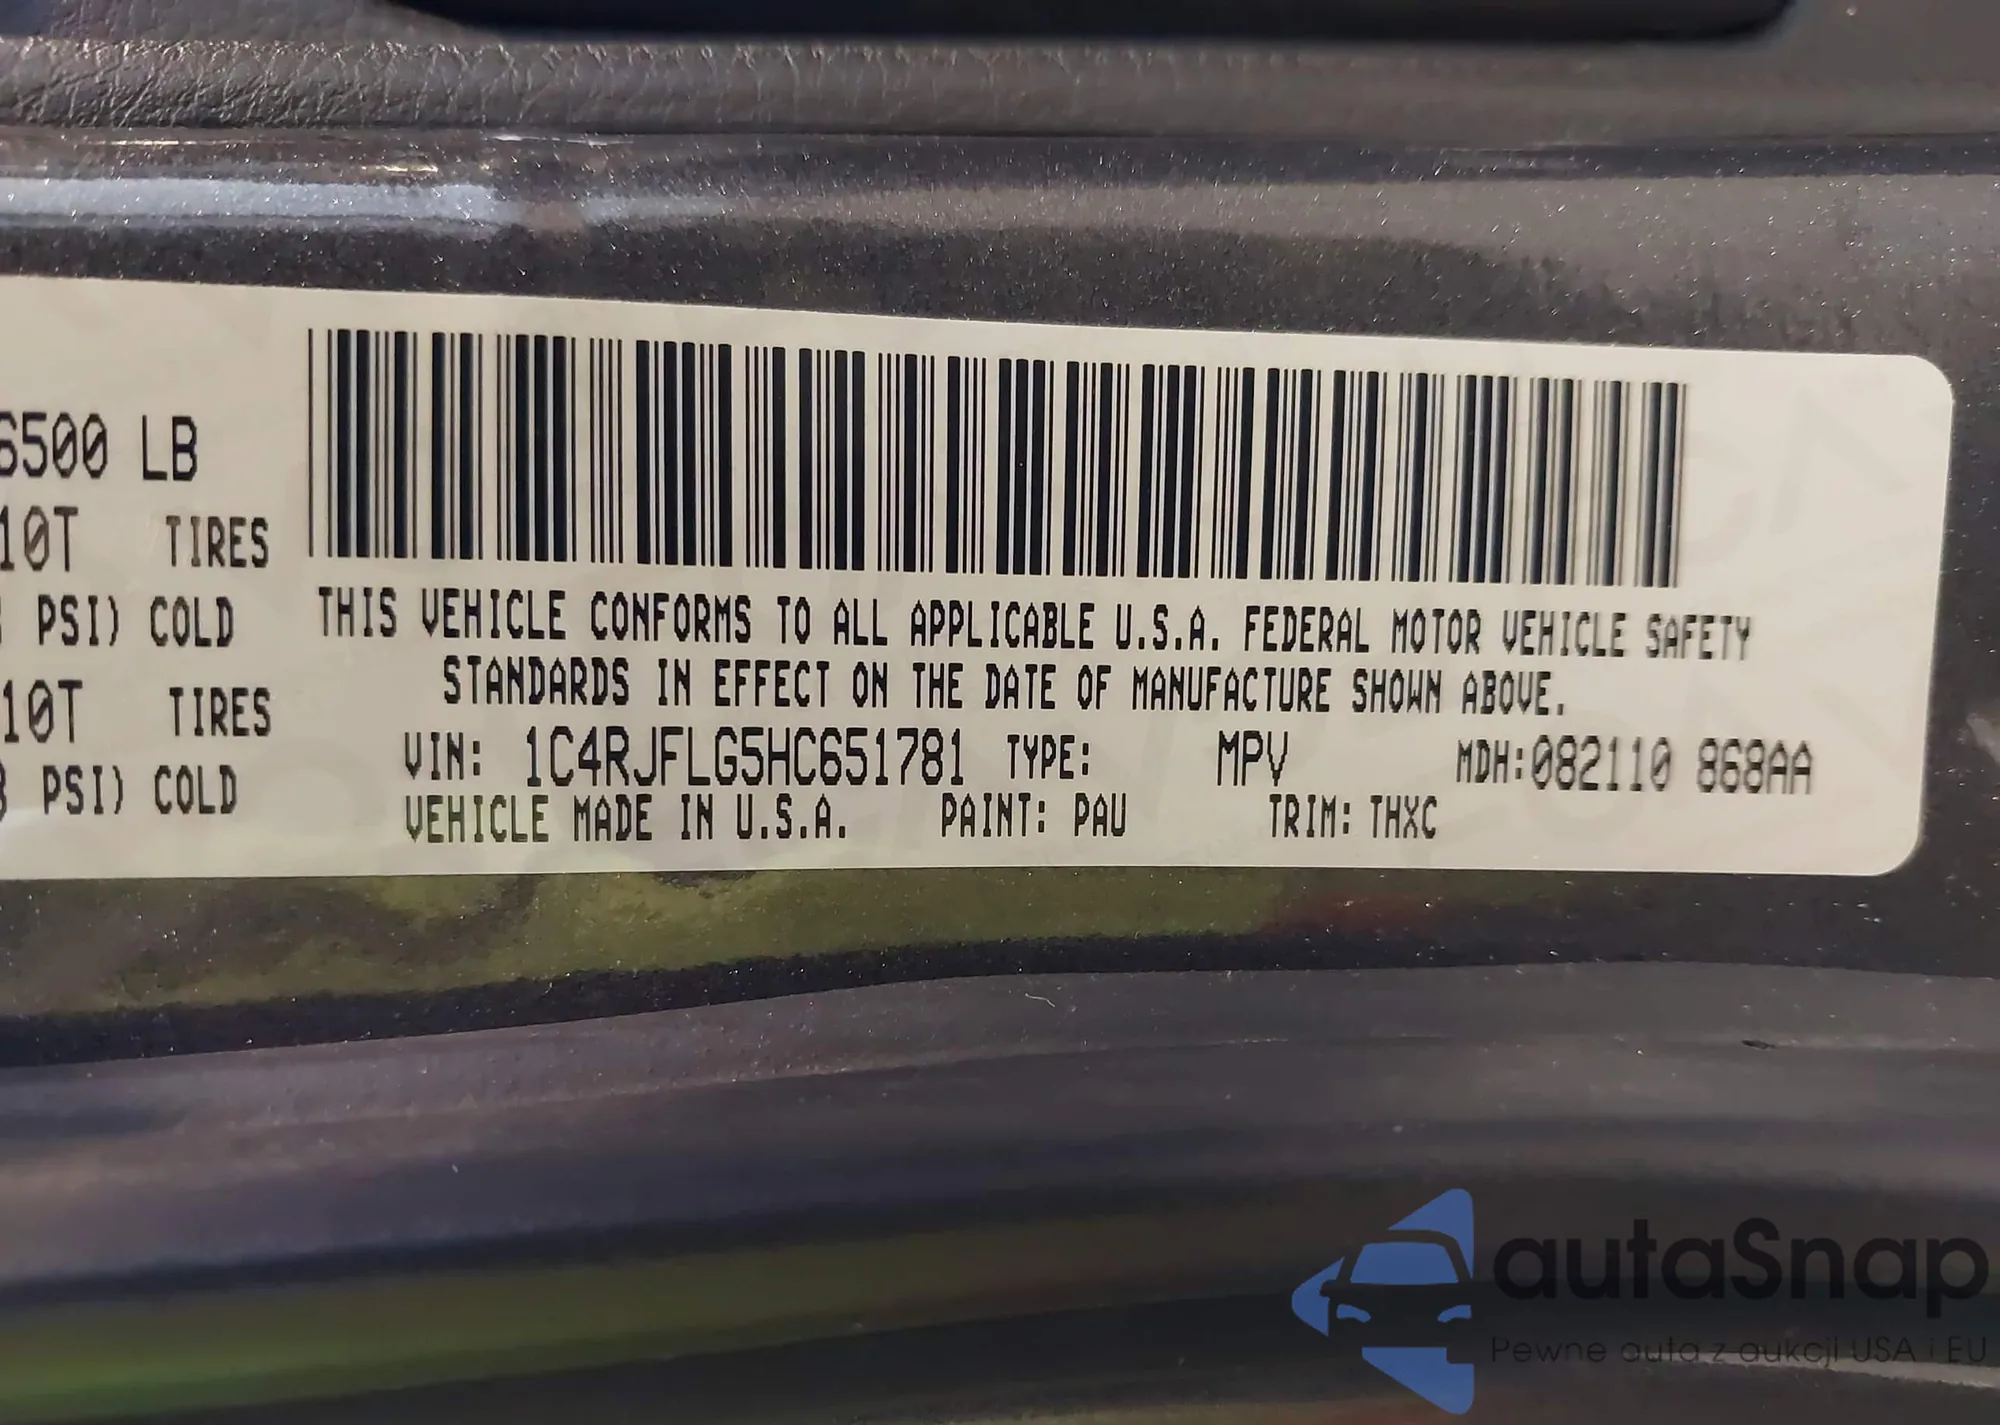 6500 LB
10T TIRES
PSI) COLD
10T TIRES
PSI) COLD
THIS VEHICLE CONFORMS TO ALL APPLICABLE U.S.A. FEDERAL MOTOR VEHICLE SAFETY
STANDARDS IN EFFECT ON THE DATE OF MANUFACTURE SHOWN ABOVE.
VIN: 1C4RJFLG5HC651781 TYPE: MPV MDH:082110 868AA
VEHICLE MADE IN U.S.A. PAINT: PAU TRIM: THXC
autaSnap
Pewne auta z aukcji USA i EU